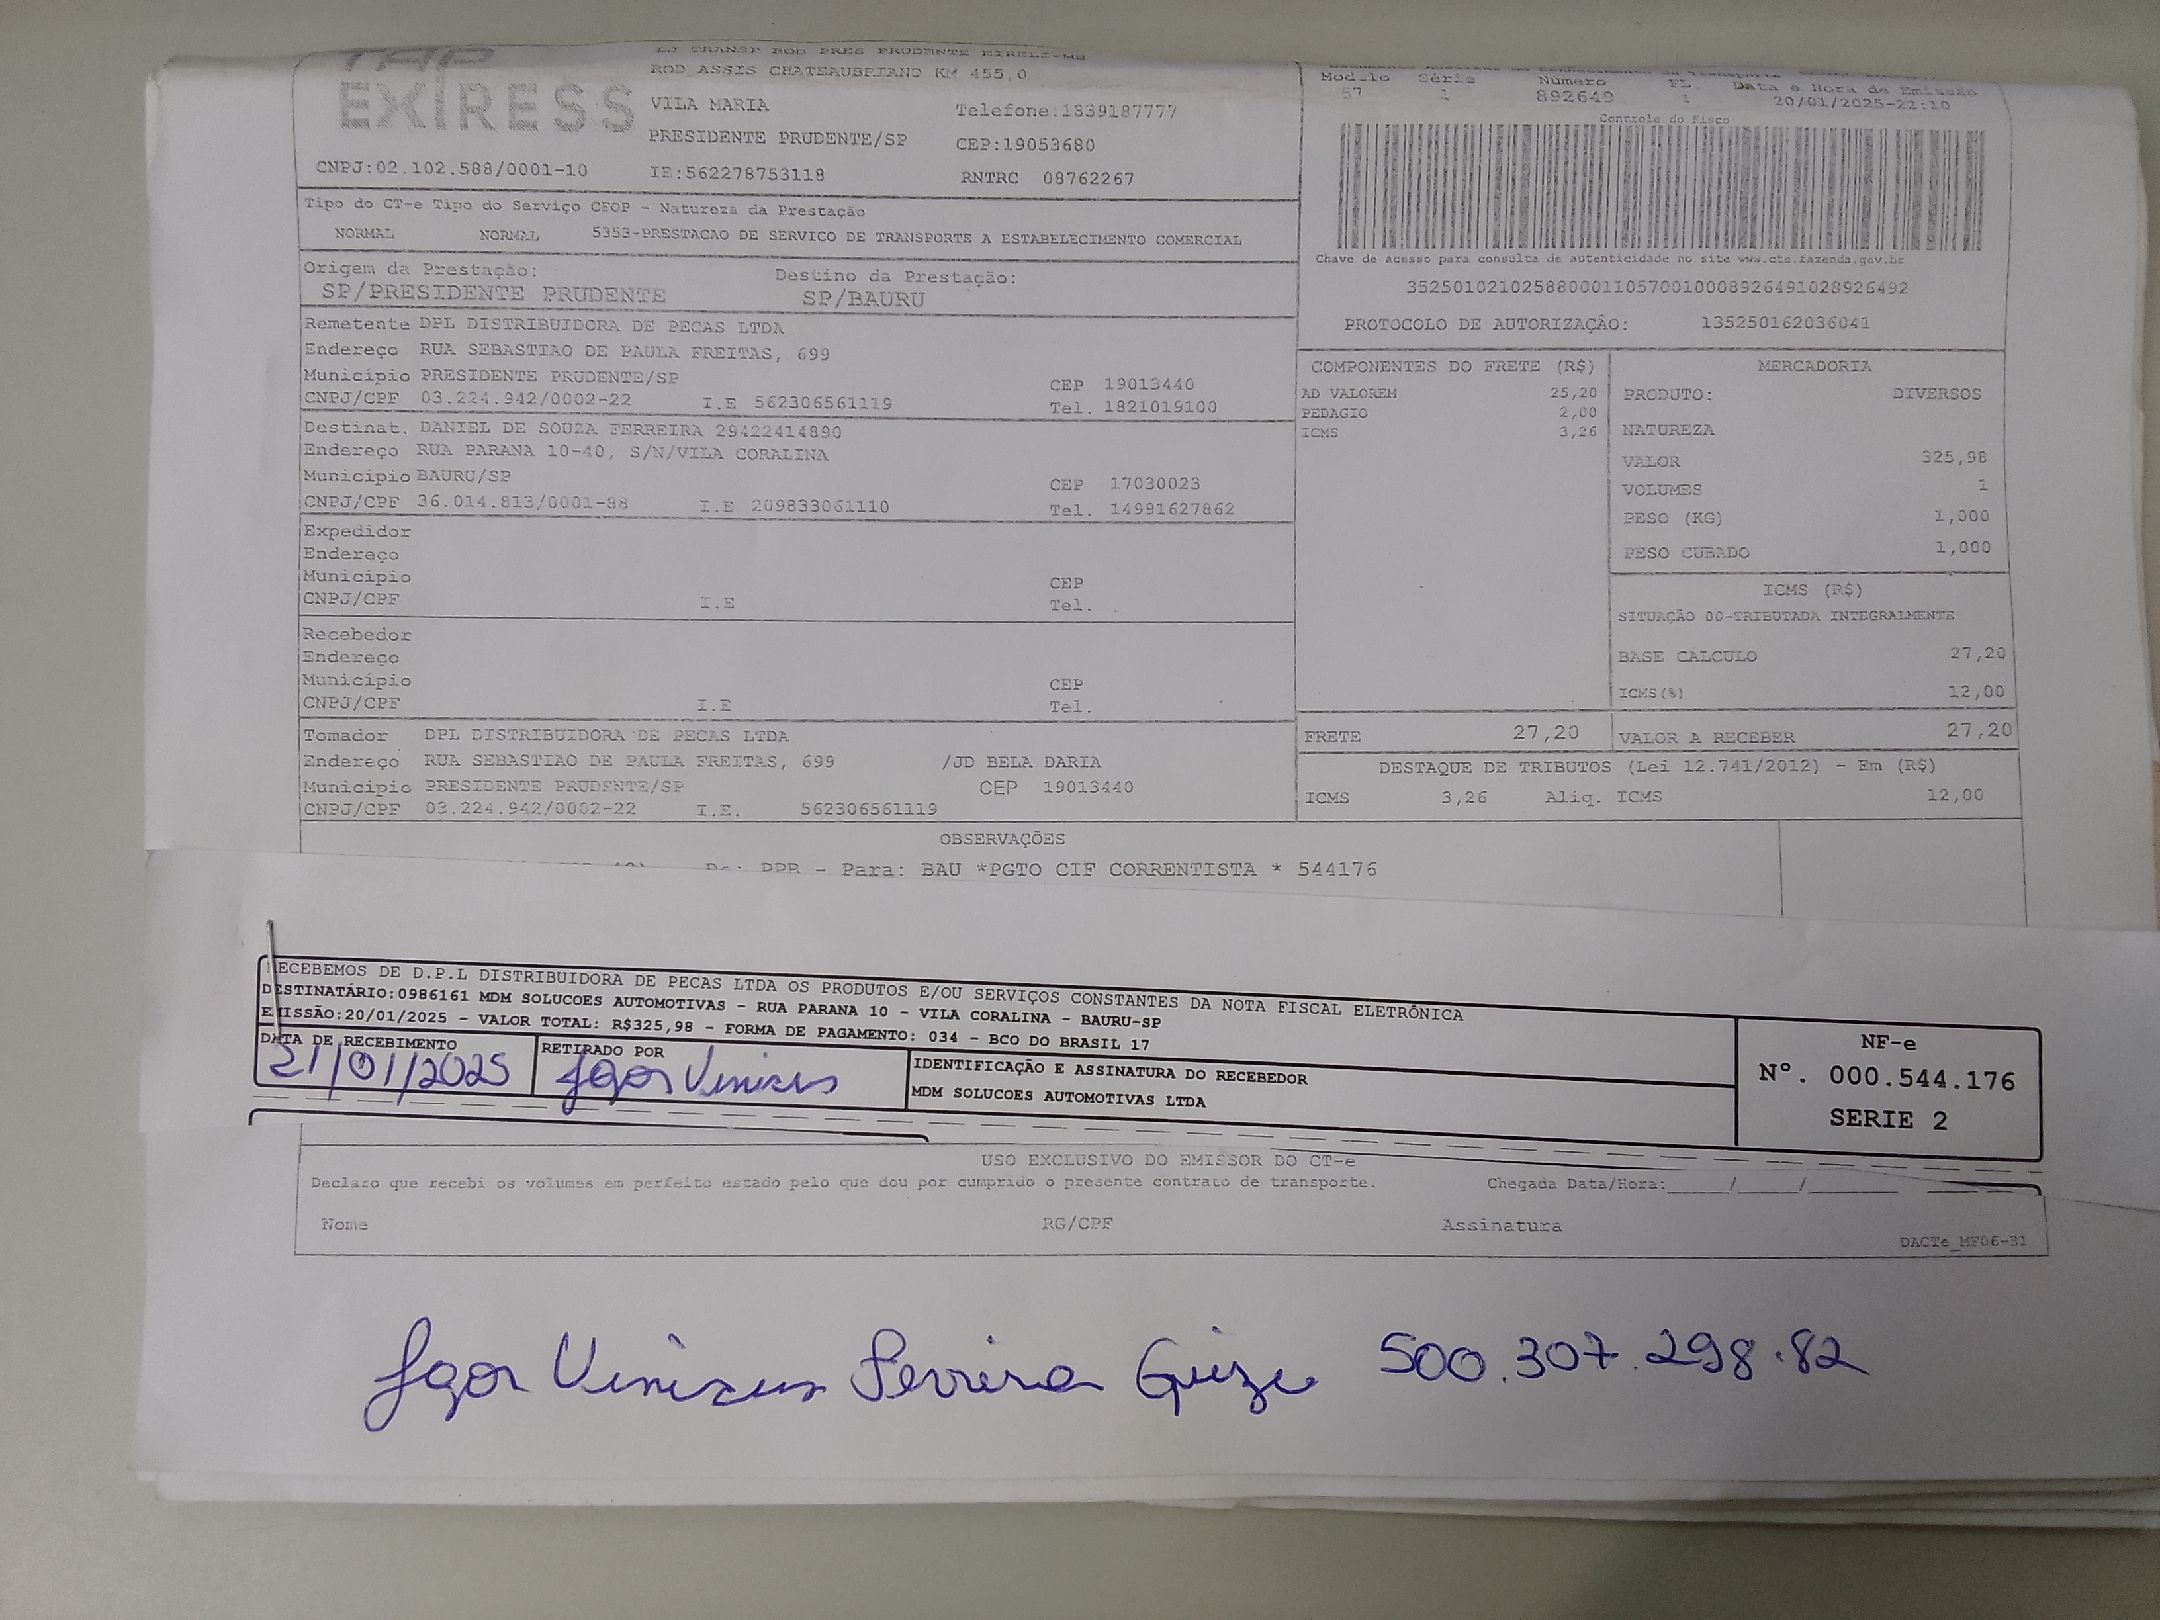 TAP
EXPRESS
LJ TRANSP ROD PRES PRUDENTE EIRELI-ME
ROD ASSIS CHATEAUBRIAND KM 455,0
VILA MARIA Telefone:1839187777
PRESIDENTE PRUDENTE/SP CEP:19053680
CNPJ:02.102.588/0001-10 IE:562278753118 RNTRC 08762267
Modelo Série Número FL. Data e Hora de Emissão
57 1 892649 1 20/01/2025-22:10
Controle do Fisco
Tipo do CT-e Tipo do Serviço CFOP - Natureza da Prestação
NORMAL NORMAL 5353-PRESTACAO DE SERVICO DE TRANSPORTE A ESTABELECIMENTO COMERCIAL
Chave de acesso para consulta de autenticidade no site www.cte.fazenda.gov.br
35250102102588000110570010008926491028926492
PROTOCOLO DE AUTORIZAÇÃO: 135250162036041
Origem da Prestação: Destino da Prestação:
SP/PRESIDENTE PRUDENTE SP/BAURU
Remetente DPL DISTRIBUIDORA DE PECAS LTDA
Endereço RUA SEBASTIAO DE PAULA FREITAS, 699
Município PRESIDENTE PRUDENTE/SP CEP 19013440
CNPJ/CPF 03.224.942/0002-22 I.E 562306561119 Tel. 1821019100
Destinat. DANIEL DE SOUZA FERREIRA 29422414890
Endereço RUA PARANA 10-40, S/N/VILA CORALINA
Município BAURU/SP CEP 17030023
CNPJ/CPF 36.014.813/0001-88 I.E 209833061110 Tel. 14991627862
Expedidor
Endereço
Município CEP
CNPJ/CPF I.E Tel.
Recebedor
Endereço
Município CEP
CNPJ/CPF I.E Tel.
Tomador DPL DISTRIBUIDORA DE PECAS LTDA
Endereço RUA SEBASTIAO DE PAULA FREITAS, 699 /JD BELA DARIA
Município PRESIDENTE PRUDENTE/SP CEP 19013440
CNPJ/CPF 03.224.942/0002-22 I.E. 562306561119
COMPONENTES DO FRETE (R$)
AD VALOREM 25,20
PEDAGIO 2,00
ICMS 3,26
MERCADORIA
PRODUTO: DIVERSOS
NATUREZA
VALOR 325,98
VOLUMES 1
PESO (KG) 1,000
PESO CUBADO 1,000
ICMS (R$)
SITUAÇÃO 00-TRIBUTADA INTEGRALMENTE
BASE CALCULO 27,20
ICMS(%) 12,00
FRETE 27,20 VALOR A RECEBER 27,20
DESTAQUE DE TRIBUTOS (Lei 12.741/2012) - Em (R$)
ICMS 3,26 Aliq. ICMS 12,00
OBSERVAÇÕES
De: PPR - Para: BAU *PGTO CIF CORRENTISTA * 544176
RECEBEMOS DE D.P.L DISTRIBUIDORA DE PECAS LTDA OS PRODUTOS E/OU SERVIÇOS CONSTANTES DA NOTA FISCAL ELETRÔNICA
DESTINATÁRIO:0986161 MDM SOLUCOES AUTOMOTIVAS - RUA PARANA 10 - VILA CORALINA - BAURU-SP
EMISSÃO:20/01/2025 - VALOR TOTAL: R$325,98 - FORMA DE PAGAMENTO: 034 - BCO DO BRASIL 17
DATA DE RECEBIMENTO RETIRADO POR IDENTIFICAÇÃO E ASSINATURA DO RECEBEDOR
21/01/2025 Igor Vinicius MDM SOLUCOES AUTOMOTIVAS LTDA
NF-e
Nº. 000.544.176
SERIE 2
USO EXCLUSIVO DO EMISSOR DO CT-e
Declaro que recebi os volumes em perfeito estado pelo que dou por cumprido o presente contrato de transporte. Chegada Data/Hora:____/____/____
Nome RG/CPF Assinatura
DACTe_MF06-31
Igor Vinicius Ferreira 500.307.298.82